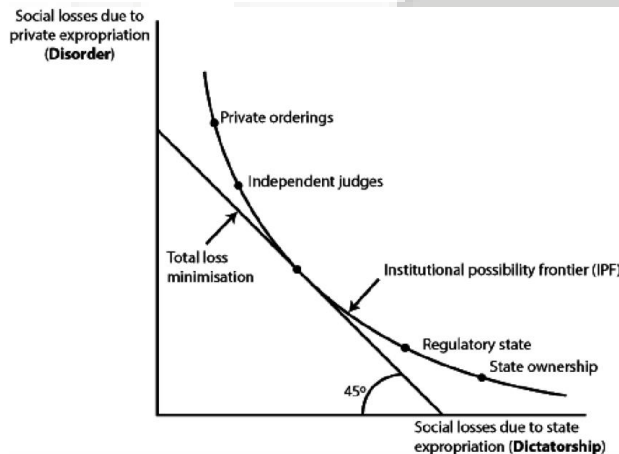 Social losses due to
private expropriation
(Disorder)
Private orderings
Independent judges
Total loss
minimisation
Institutional possibility frontier (IPF)
Regulatory state
State ownership
45º
Social losses due to state
expropriation (Dictatorship)